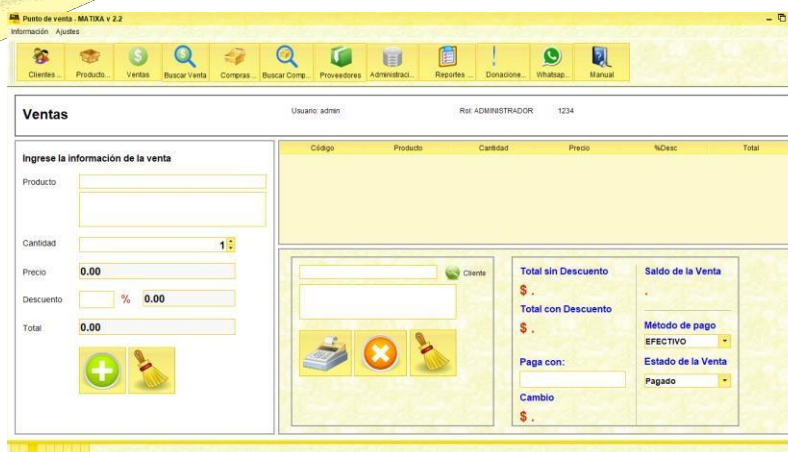 Punto de venta - MATIXA v 2.2
Información Ajustes
Clientes ... Producto... Ventas Buscar Venta Compras ... Buscar Comp... Proveedores Administraci... Reportes ... Donacione... Whatsap... Manual
Ventas Usuario: admin Rol: ADMINISTRADOR 1234
Ingrese la información de la venta
Producto
Cantidad 1
Precio 0.00
Descuento % 0.00
Total 0.00
Código Producto Cantidad Precio %Desc Total
Cliente
Total sin Descuento
$ .
Total con Descuento
$ .
Paga con:
Cambio
$ .
Saldo de la Venta
.
Método de pago
EFECTIVO
Estado de la Venta
Pagado